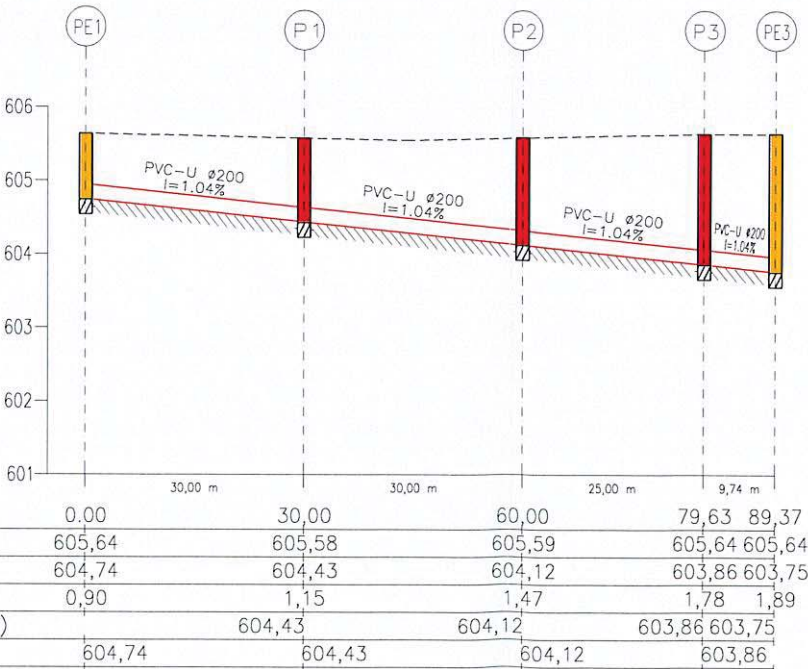 PE1 P1 P2 P3 PE3
606
605
604
603
602
601
PVC-U ø200
I=1.04%
PVC-U ø200
I=1.04%
PVC-U ø200
I=1.04%
PVC-U ø200
I=1.04%
30,00 m 30,00 m 25,00 m 9,74 m
0.00 30,00 60,00 79,63 89,37
605,64 605,58 605,59 605,64 605,64
604,74 604,43 604,12 603,86 603,75
0,90 1,15 1,47 1,78 1,89
) 604,43 604,12 603,86 603,75
604,74 604,43 604,12 603,86